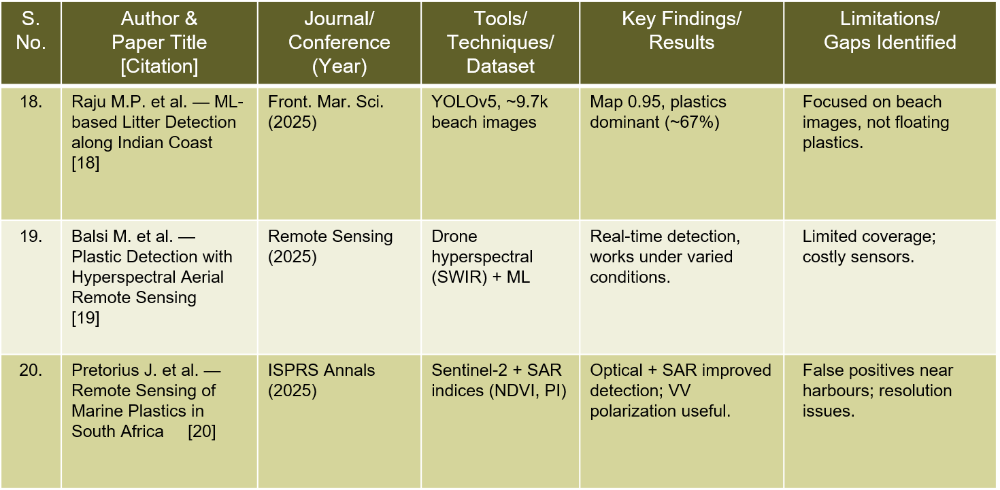 S.
No.
Author &
Paper Title
[Citation]
Journal/
Conference
(Year)
Tools/
Techniques/
Dataset
Key Findings/
Results
Limitations/
Gaps Identified
18.
Raju M.P. et al. — ML-
based Litter Detection
along Indian Coast
[18]
Front. Mar. Sci.
(2025)
YOLOv5, ~9.7k
beach images
Map 0.95, plastics
dominant (~67%)
Focused on beach
images, not floating
plastics.
19.
Balsi M. et al. —
Plastic Detection with
Hyperspectral Aerial
Remote Sensing
[19]
Remote Sensing
(2025)
Drone
hyperspectral
(SWIR) + ML
Real-time detection,
works under varied
conditions.
Limited coverage;
costly sensors.
20.
Pretorius J. et al. —
Remote Sensing of
Marine Plastics in
South Africa [20]
ISPRS Annals
(2025)
Sentinel-2 + SAR
indices (NDVI, PI)
Optical + SAR improved
detection; VV
polarization useful.
False positives near
harbours; resolution
issues.